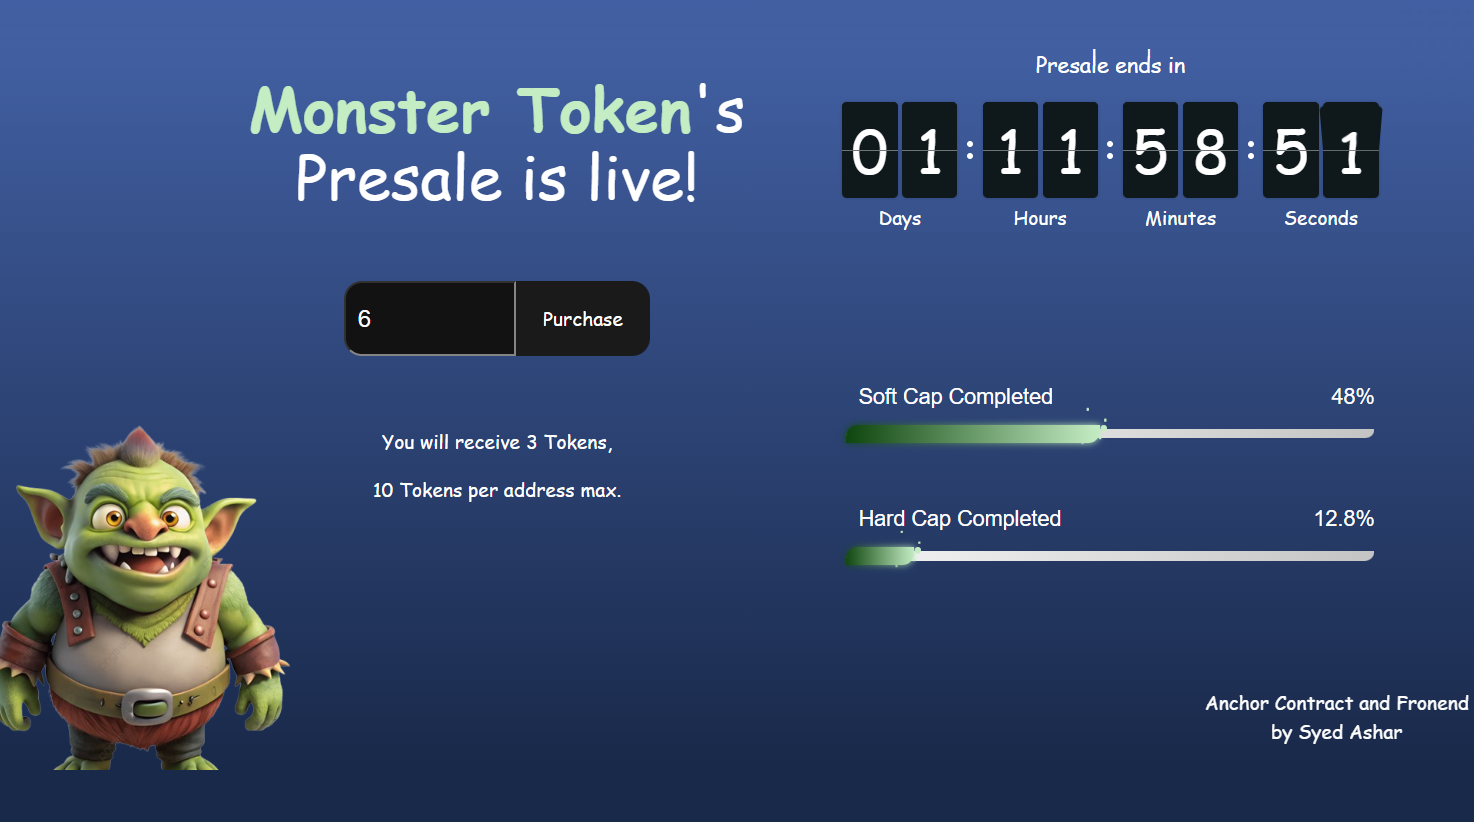 Monster Token's
Presale is live!
6
Purchase
You will receive 3 Tokens,
10 Tokens per address max.
Presale ends in
01 : 11 : 58 : 51
Days Hours Minutes Seconds
Soft Cap Completed 48%
Hard Cap Completed 12.8%
Anchor Contract and Fronend
by Syed Ashar